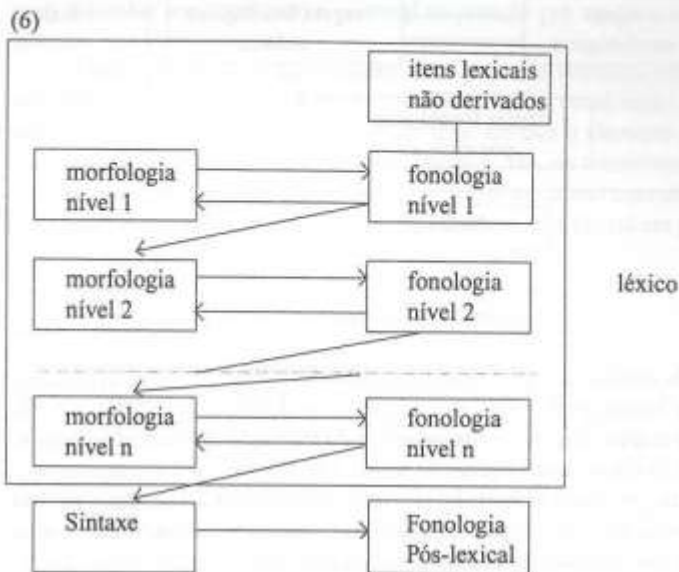 (6)
itens lexicais
não derivados
morfologia
nível 1
fonologia
nível 1
morfologia
nível 2
fonologia
nível 2
léxico
morfologia
nível n
fonologia
nível n
Sintaxe
Fonologia
Pós-lexical